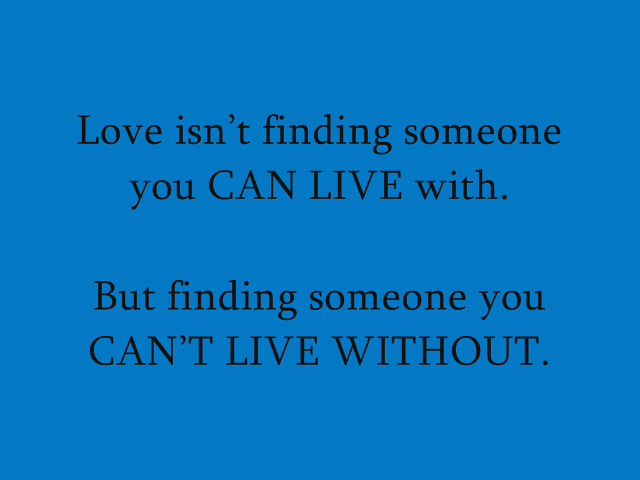 Love isn’t finding someone
you CAN LIVE with.
But finding someone you
CAN’T LIVE WITHOUT.